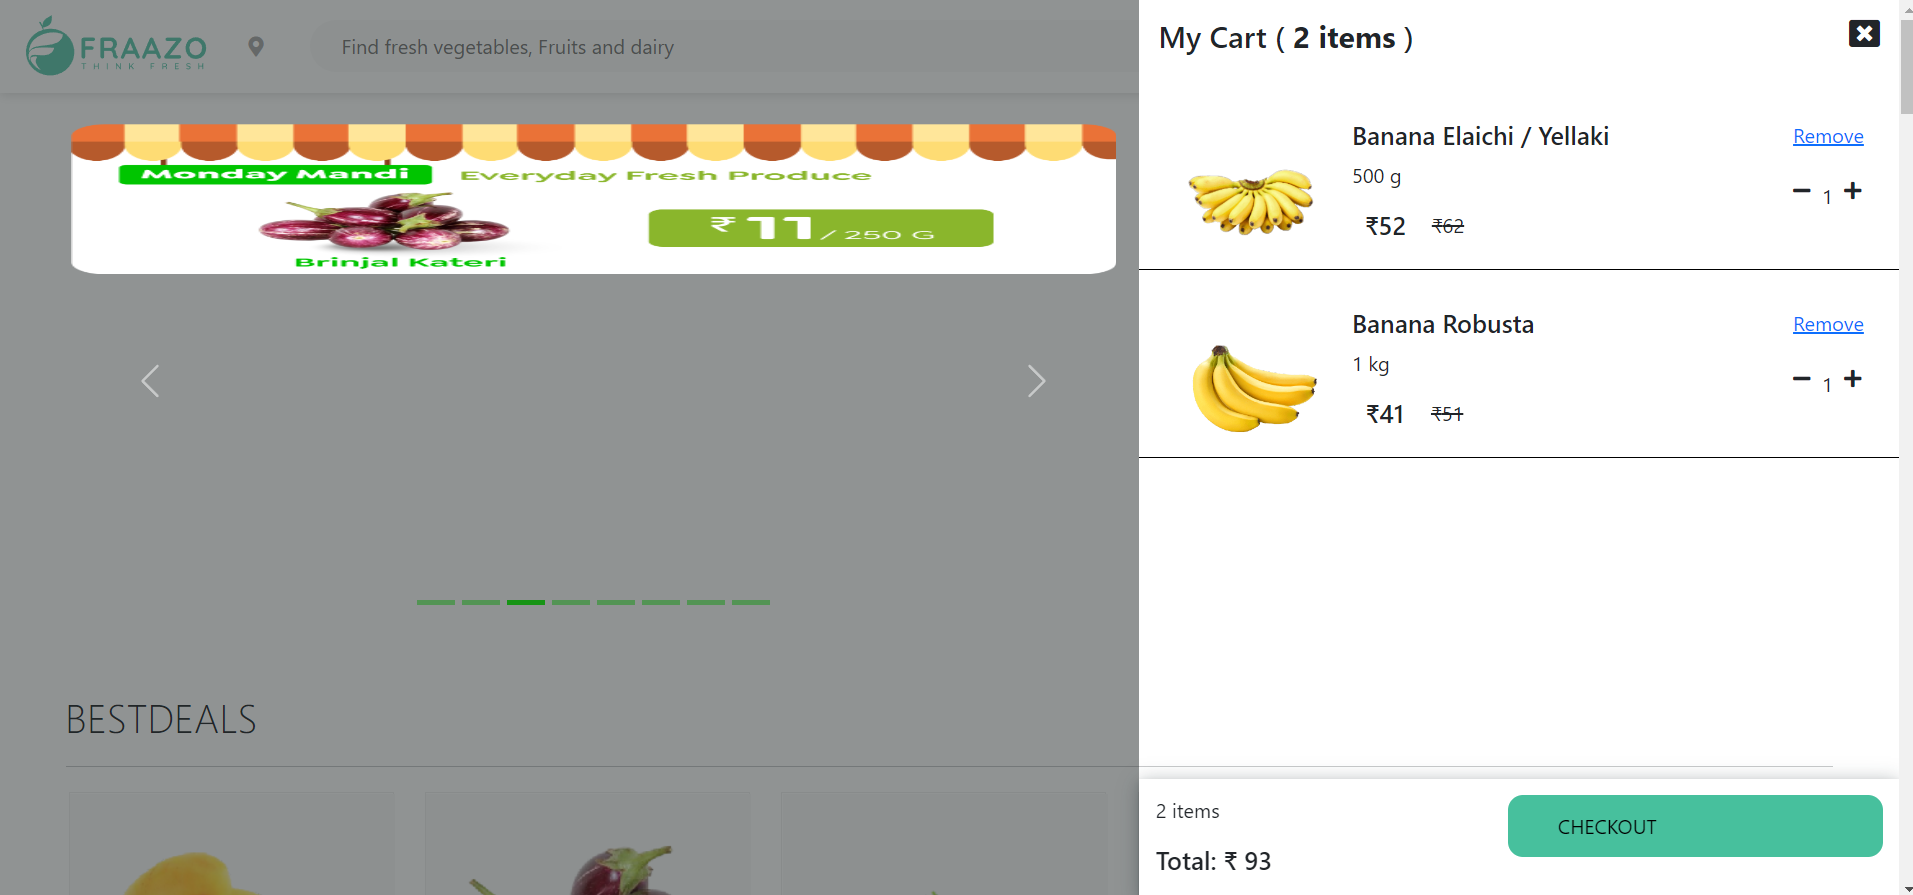 FRAAZO
THINK FRESH
Find fresh vegetables, Fruits and dairy
Monday Mandi
Everyday Fresh Produce
₹11/ 250 G
Brinjal Kateri
BESTDEALS
My Cart ( 2 items )
Banana Elaichi / Yellaki
Remove
500 g
1
₹52 ₹62
Banana Robusta
Remove
1 kg
1
₹41 ₹51
2 items
CHECKOUT
Total: ₹ 93